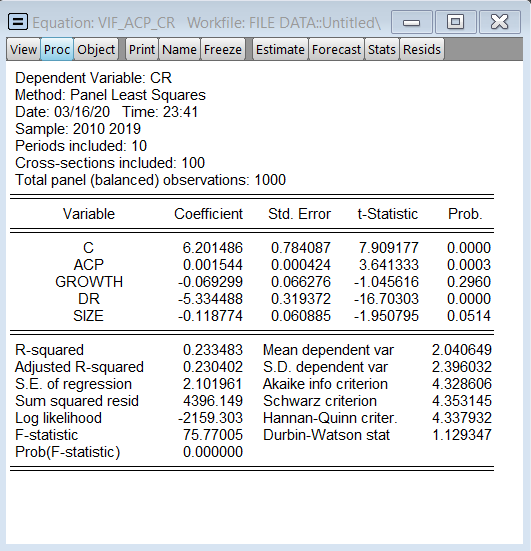 Equation: VIF_ACP_CR Workfile: FILE DATA::Untitled\
View Proc Object Print Name Freeze Estimate Forecast Stats Resids
Dependent Variable: CR
Method: Panel Least Squares
Date: 03/16/20 Time: 23:41
Sample: 2010 2019
Periods included: 10
Cross-sections included: 100
Total panel (balanced) observations: 1000
Variable Coefficient Std. Error t-Statistic Prob.
C 6.201486 0.784087 7.909177 0.0000
ACP 0.001544 0.000424 3.641333 0.0003
GROWTH -0.069299 0.066276 -1.045616 0.2960
DR -5.334488 0.319372 -16.70303 0.0000
SIZE -0.118774 0.060885 -1.950795 0.0514
R-squared 0.233483 Mean dependent var 2.040649
Adjusted R-squared 0.230402 S.D. dependent var 2.396032
S.E. of regression 2.101961 Akaike info criterion 4.328606
Sum squared resid 4396.149 Schwarz criterion 4.353145
Log likelihood -2159.303 Hannan-Quinn criter. 4.337932
F-statistic 75.77005 Durbin-Watson stat 1.129347
Prob(F-statistic) 0.000000